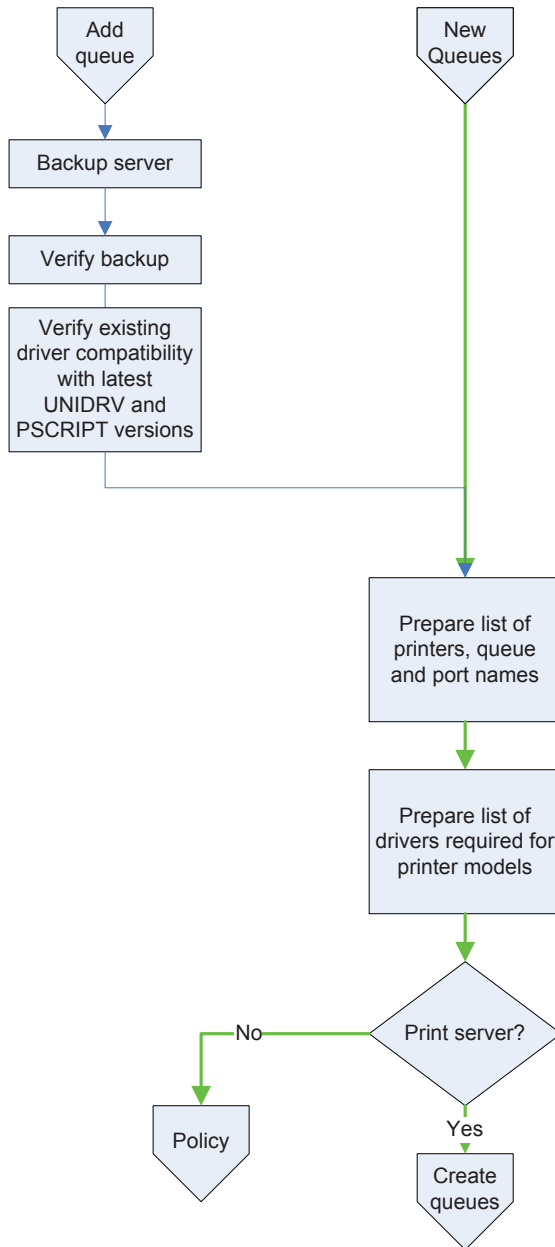 Add
queue
New
Queues
Backup server
Verify backup
Verify existing
driver compatibility
with latest
UNIDRV and
PSCRIPT versions
Prepare list of
printers, queue
and port names
Prepare list of
drivers required for
printer models
Print server?
No
Yes
Policy
Create
queues